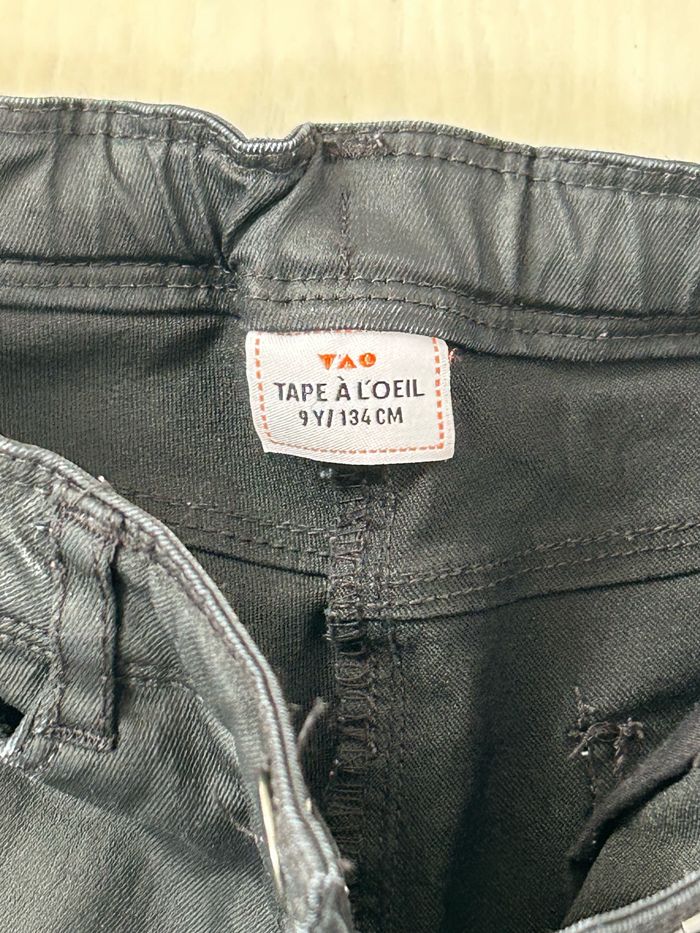 TAO
TAPE À L'OEIL
9 Y/ 134 CM